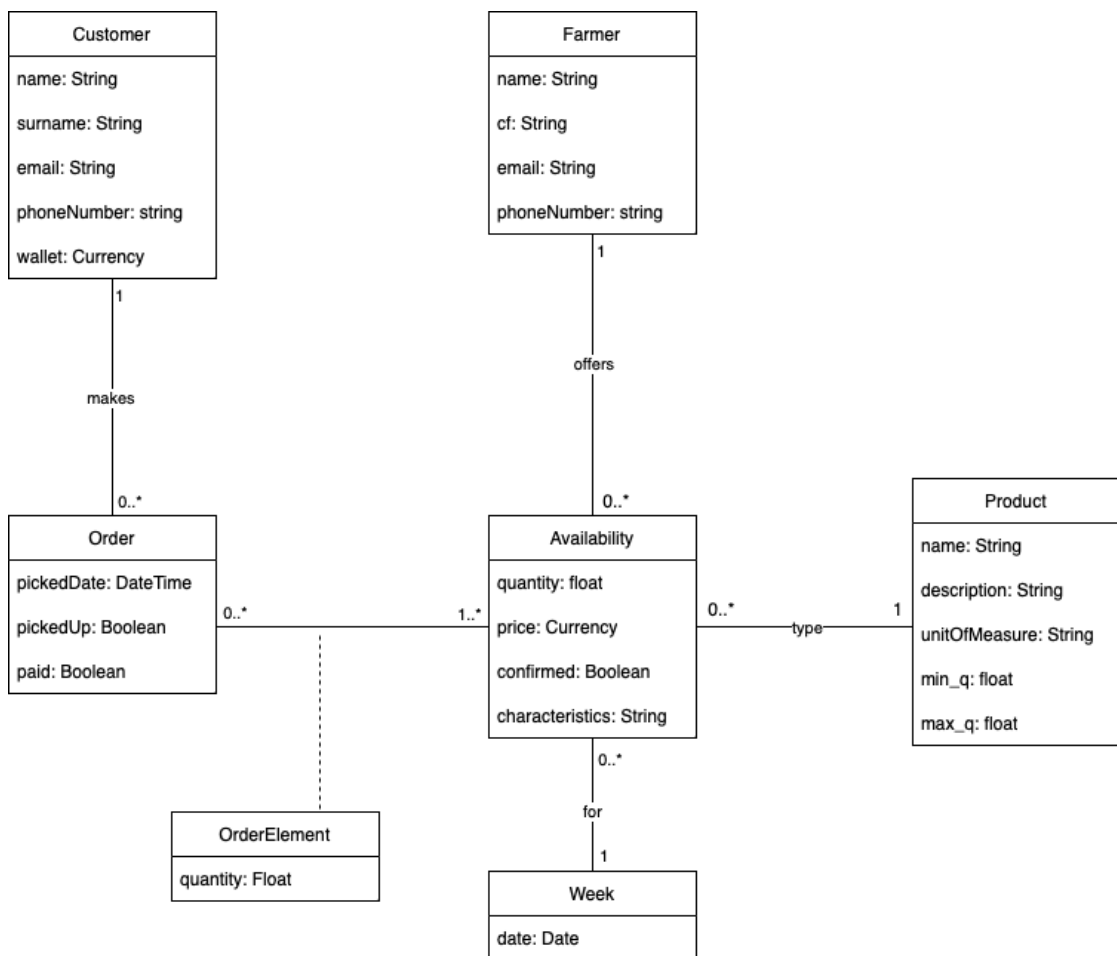 Customer
name: String
surname: String
email: String
phoneNumber: string
wallet: Currency
1
makes
0..*
Farmer
name: String
cf: String
email: String
phoneNumber: string
1
offers
0..*
Order
pickedDate: DateTime
pickedUp: Boolean
paid: Boolean
0..*
1..*
Availability
quantity: float
price: Currency
confirmed: Boolean
characteristics: String
0..*
type
1
Product
name: String
description: String
unitOfMeasure: String
min_q: float
max_q: float
OrderElement
quantity: Float
0..*
for
1
Week
date: Date